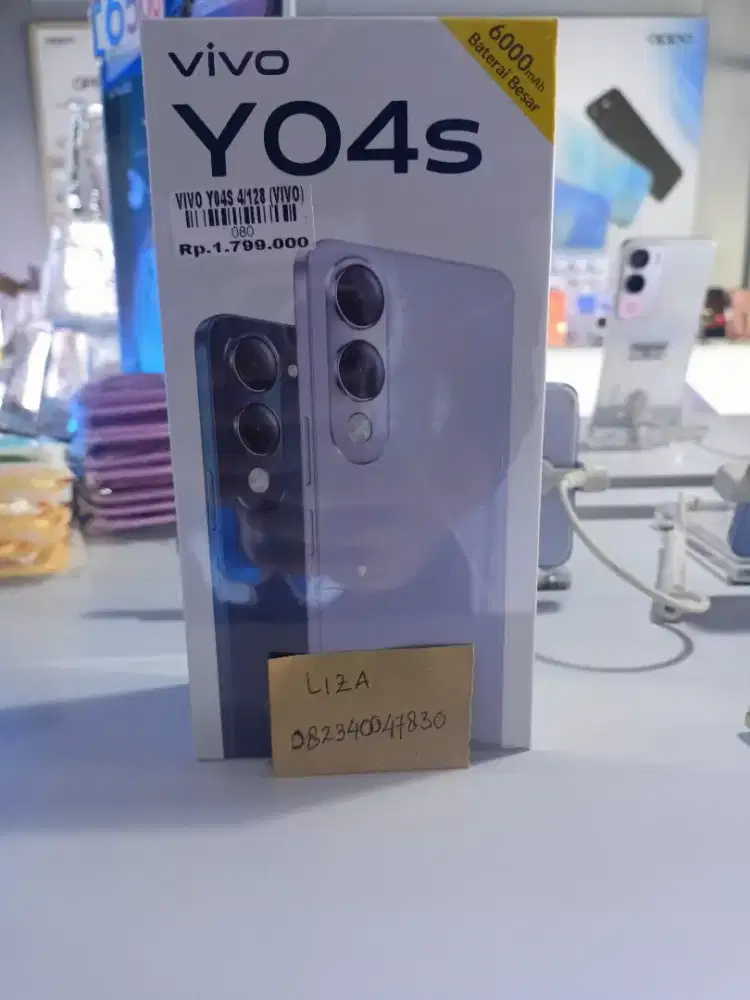 vivo
6000mAh
Baterai Besar
Y04s
VIVO Y04S 4/128 (VIVO)
080
Rp.1.799.000
LIZA
082340047830